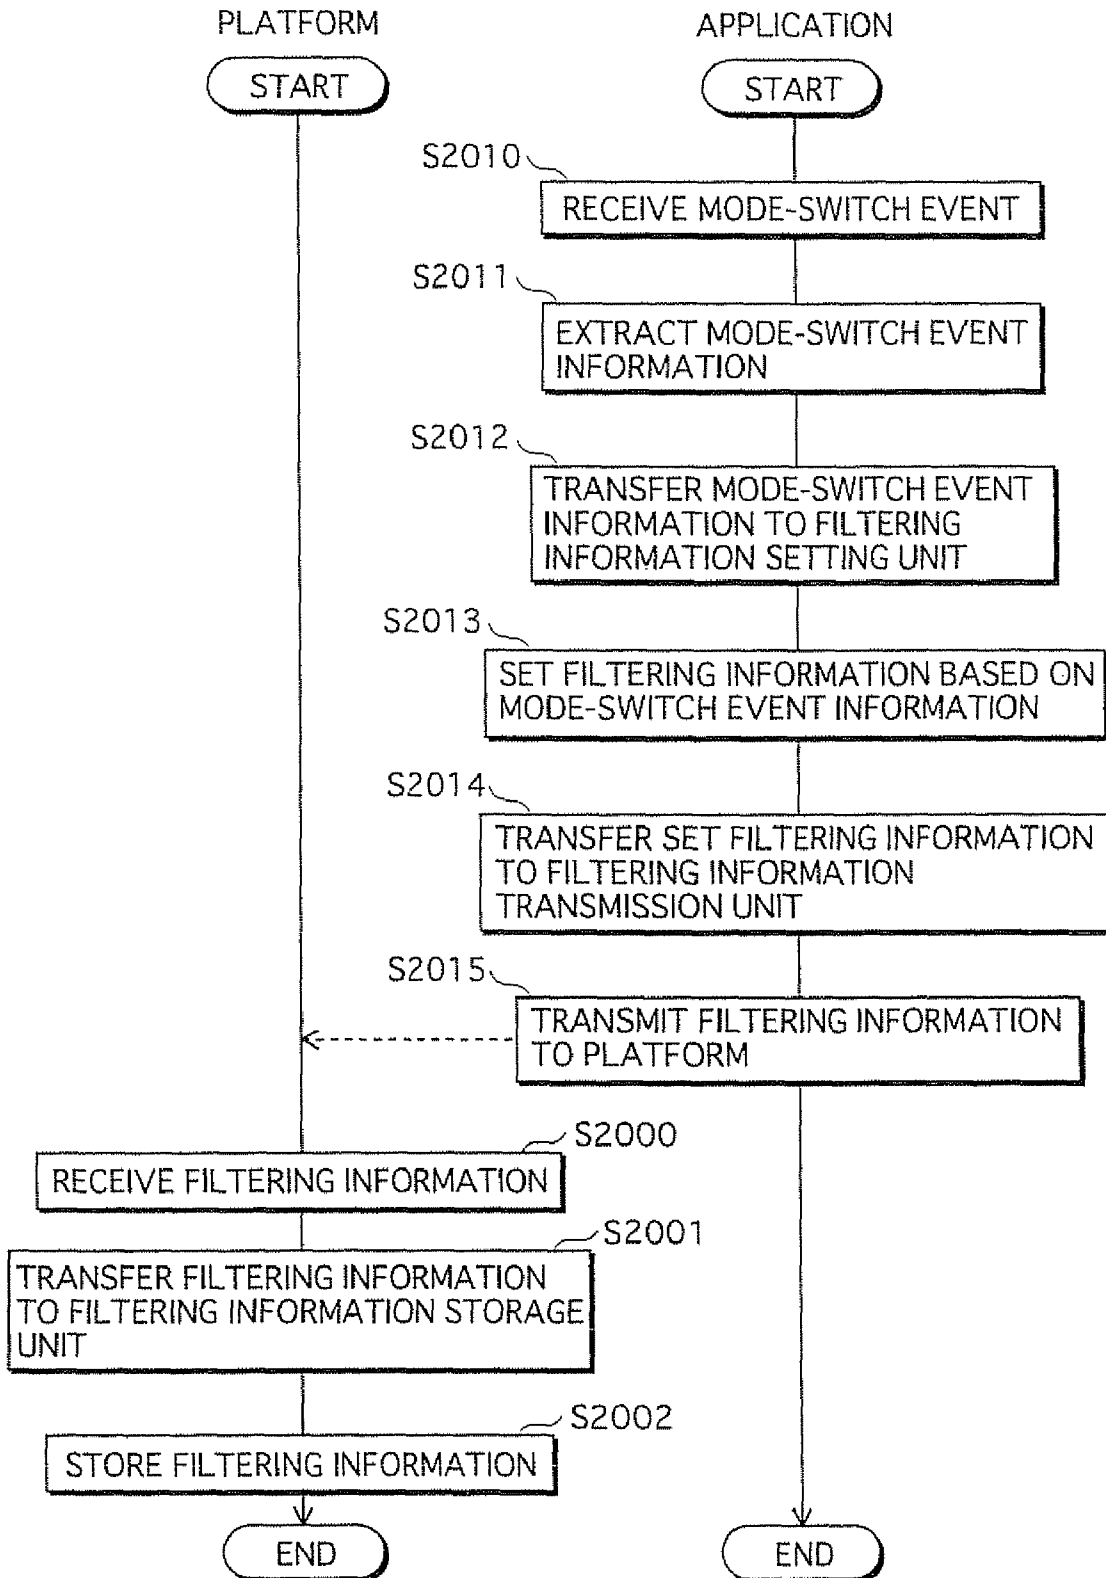 PLATFORM
APPLICATION
START
START
S2010
RECEIVE MODE-SWITCH EVENT
S2011
EXTRACT MODE-SWITCH EVENT
INFORMATION
S2012
TRANSFER MODE-SWITCH EVENT
INFORMATION TO FILTERING
INFORMATION SETTING UNIT
S2013
SET FILTERING INFORMATION BASED ON
MODE-SWITCH EVENT INFORMATION
S2014
TRANSFER SET FILTERING INFORMATION
TO FILTERING INFORMATION
TRANSMISSION UNIT
S2015
TRANSMIT FILTERING INFORMATION
TO PLATFORM
S2000
RECEIVE FILTERING INFORMATION
S2001
TRANSFER FILTERING INFORMATION
TO FILTERING INFORMATION STORAGE
UNIT
S2002
STORE FILTERING INFORMATION
END
END